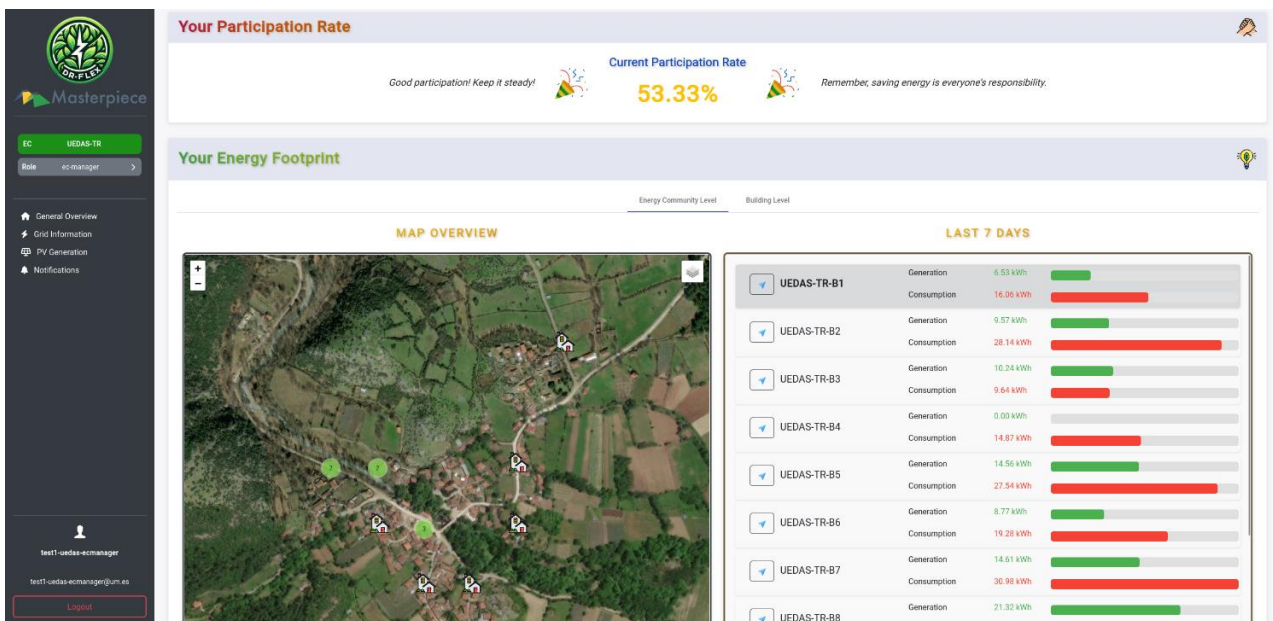 DR-FLEX
Masterpiece
EC UEDAS-TR
Role ec-manager
General Overview
Grid Information
PV Generation
Notifications
test1-uedas-ecmanager
test1-uedas-ecmanager@um.es
Logout
Your Participation Rate
Good participation! Keep it steady!
Current Participation Rate
53.33%
Remember, saving energy is everyone's responsibility.
Your Energy Footprint
Energy Community Level Building Level
MAP OVERVIEW
+
−
3
LAST 7 DAYS
UEDAS-TR-B1
Generation 6.53 kWh
Consumption 16.06 kWh
UEDAS-TR-B2
Generation 9.57 kWh
Consumption 28.14 kWh
UEDAS-TR-B3
Generation 10.24 kWh
Consumption 9.64 kWh
UEDAS-TR-B4
Generation 0.00 kWh
Consumption 14.87 kWh
UEDAS-TR-B5
Generation 14.56 kWh
Consumption 27.54 kWh
UEDAS-TR-B6
Generation 8.77 kWh
Consumption 19.28 kWh
UEDAS-TR-B7
Generation 14.61 kWh
Consumption 30.98 kWh
UEDAS-TR-B8
Generation 21.32 kWh